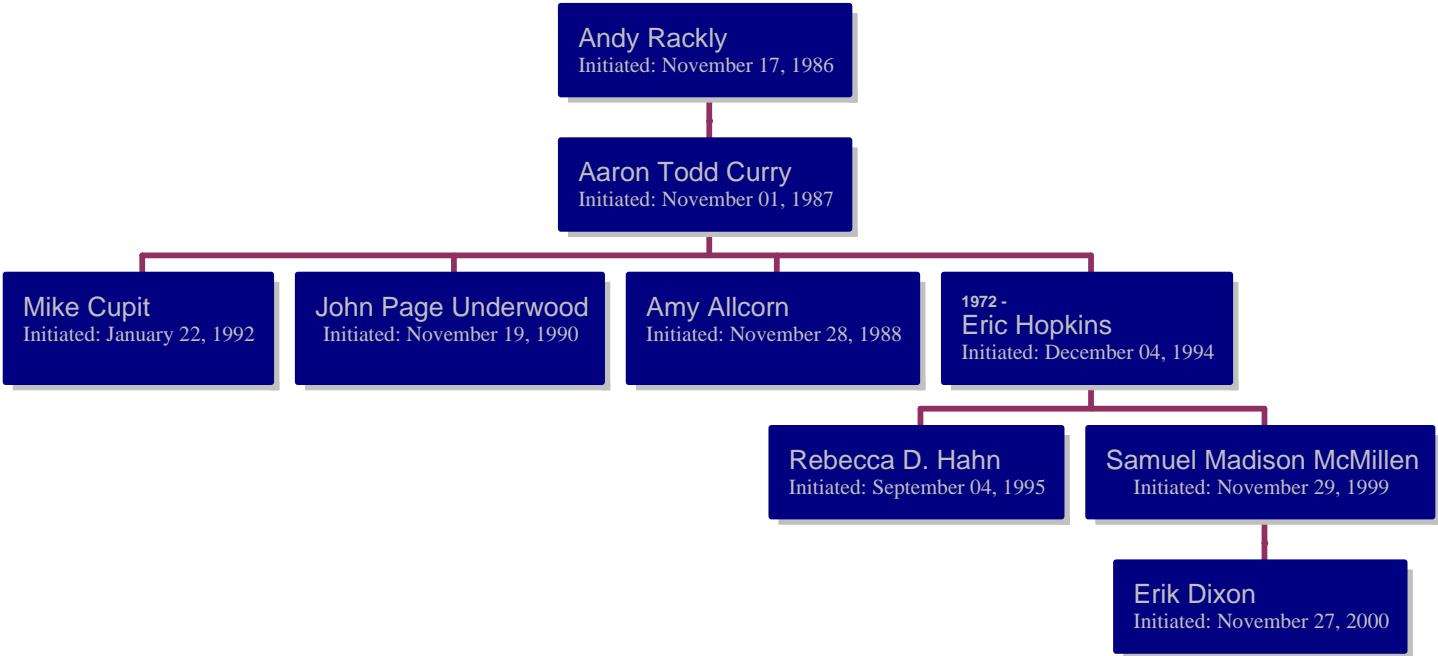 Andy Rackly
Initiated: November 17, 1986
Aaron Todd Curry
Initiated: November 01, 1987
Mike Cupit
Initiated: January 22, 1992
John Page Underwood
Initiated: November 19, 1990
Amy Allcorn
Initiated: November 28, 1988
1972 -
Eric Hopkins
Initiated: December 04, 1994
Rebecca D. Hahn
Initiated: September 04, 1995
Samuel Madison McMillen
Initiated: November 29, 1999
Erik Dixon
Initiated: November 27, 2000